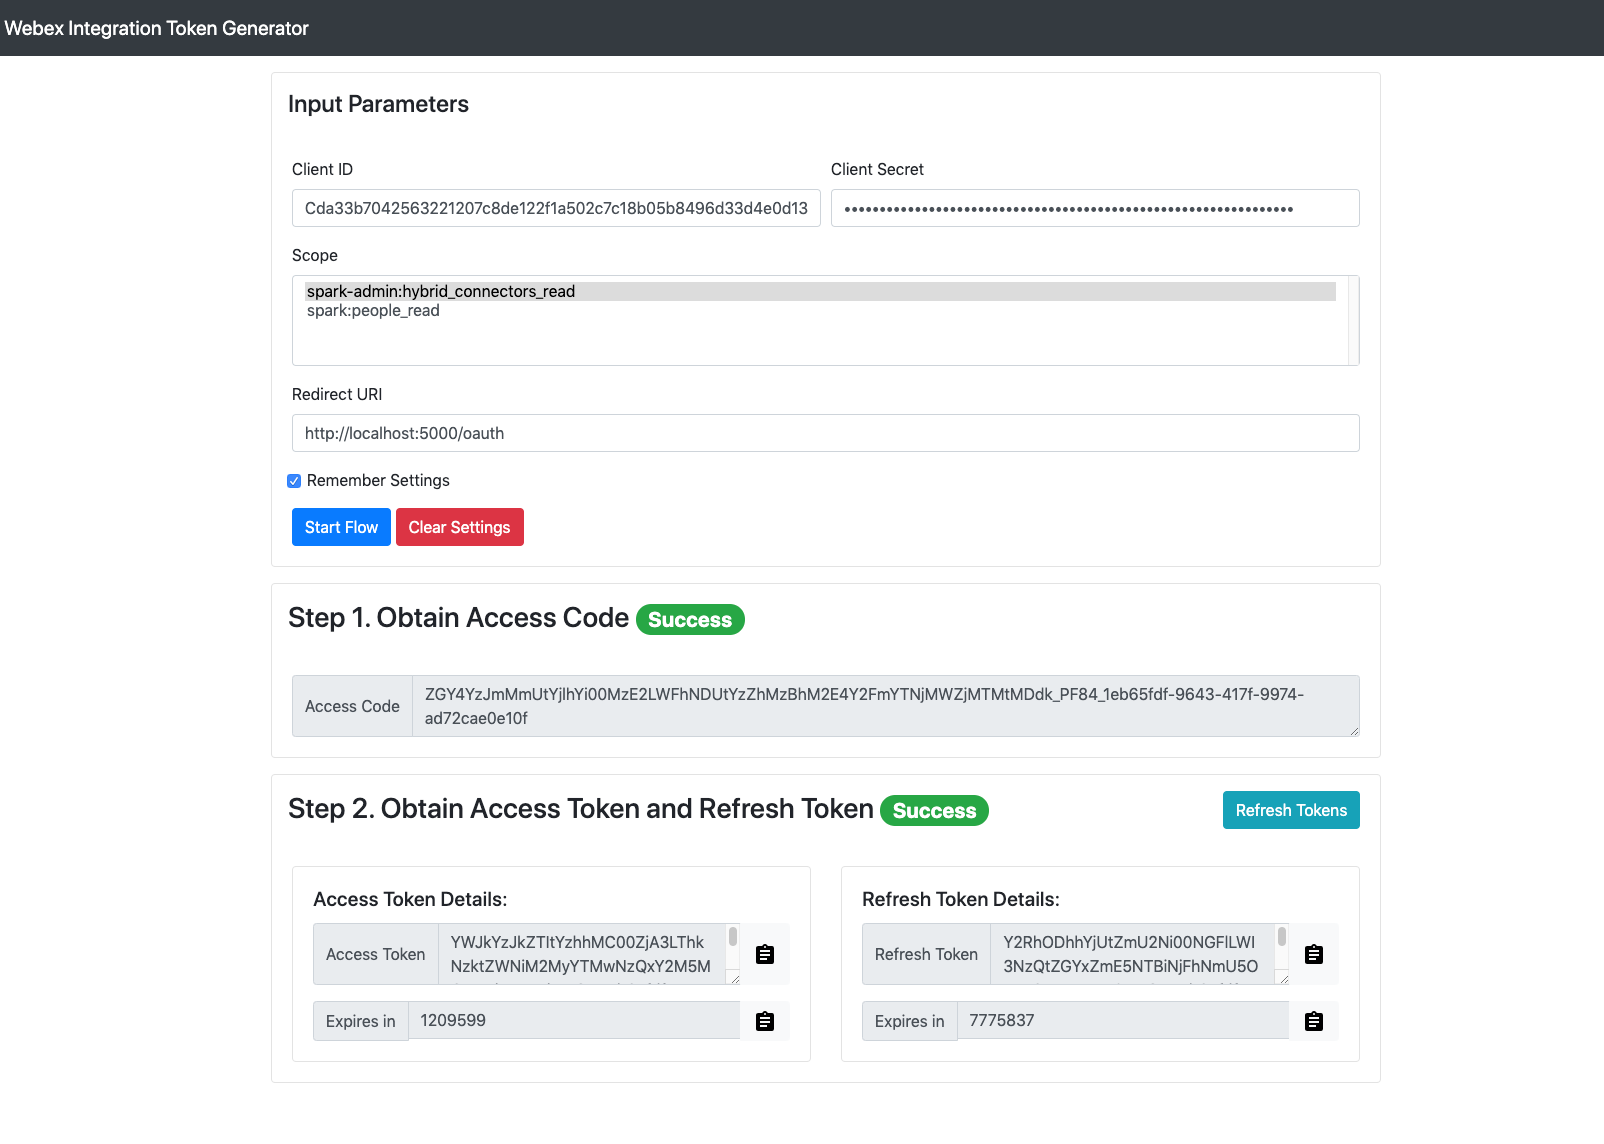 Webex Integration Token Generator
Input Parameters
Client ID
Client Secret
Cda33b7042563221207c8de122f1a502c7c18b05b8496d33d4e0d13
••••••••••••••••••••••••••••••••••••••••••••••••••••••••••••••••
Scope
spark-admin:hybrid_connectors_read
spark:people_read
Redirect URI
http://localhost:5000/oauth
Remember Settings
Start Flow
Clear Settings
Step 1. Obtain Access Code Success
Access Code
ZGY4YzJmMmUtYjlhYi00MzE2LWFhNDUtYzZhMzBhM2E4Y2FmYTNjMWZjMTMtMDdk_PF84_1eb65fdf-9643-417f-9974-
ad72cae0e10f
Step 2. Obtain Access Token and Refresh Token Success
Refresh Tokens
Access Token Details:
Access Token
YWJkYzJkZTItYzhhMC00ZjA3LThk
NzktZWNiM2MyYTMwNzQxY2M5M
Expires in
1209599
Refresh Token Details:
Refresh Token
Y2RhODhhYjUtZmU2Ni00NGFlLWI
3NzQtZGYxZmE5NTBiNjFhNmU5O
Expires in
7775837